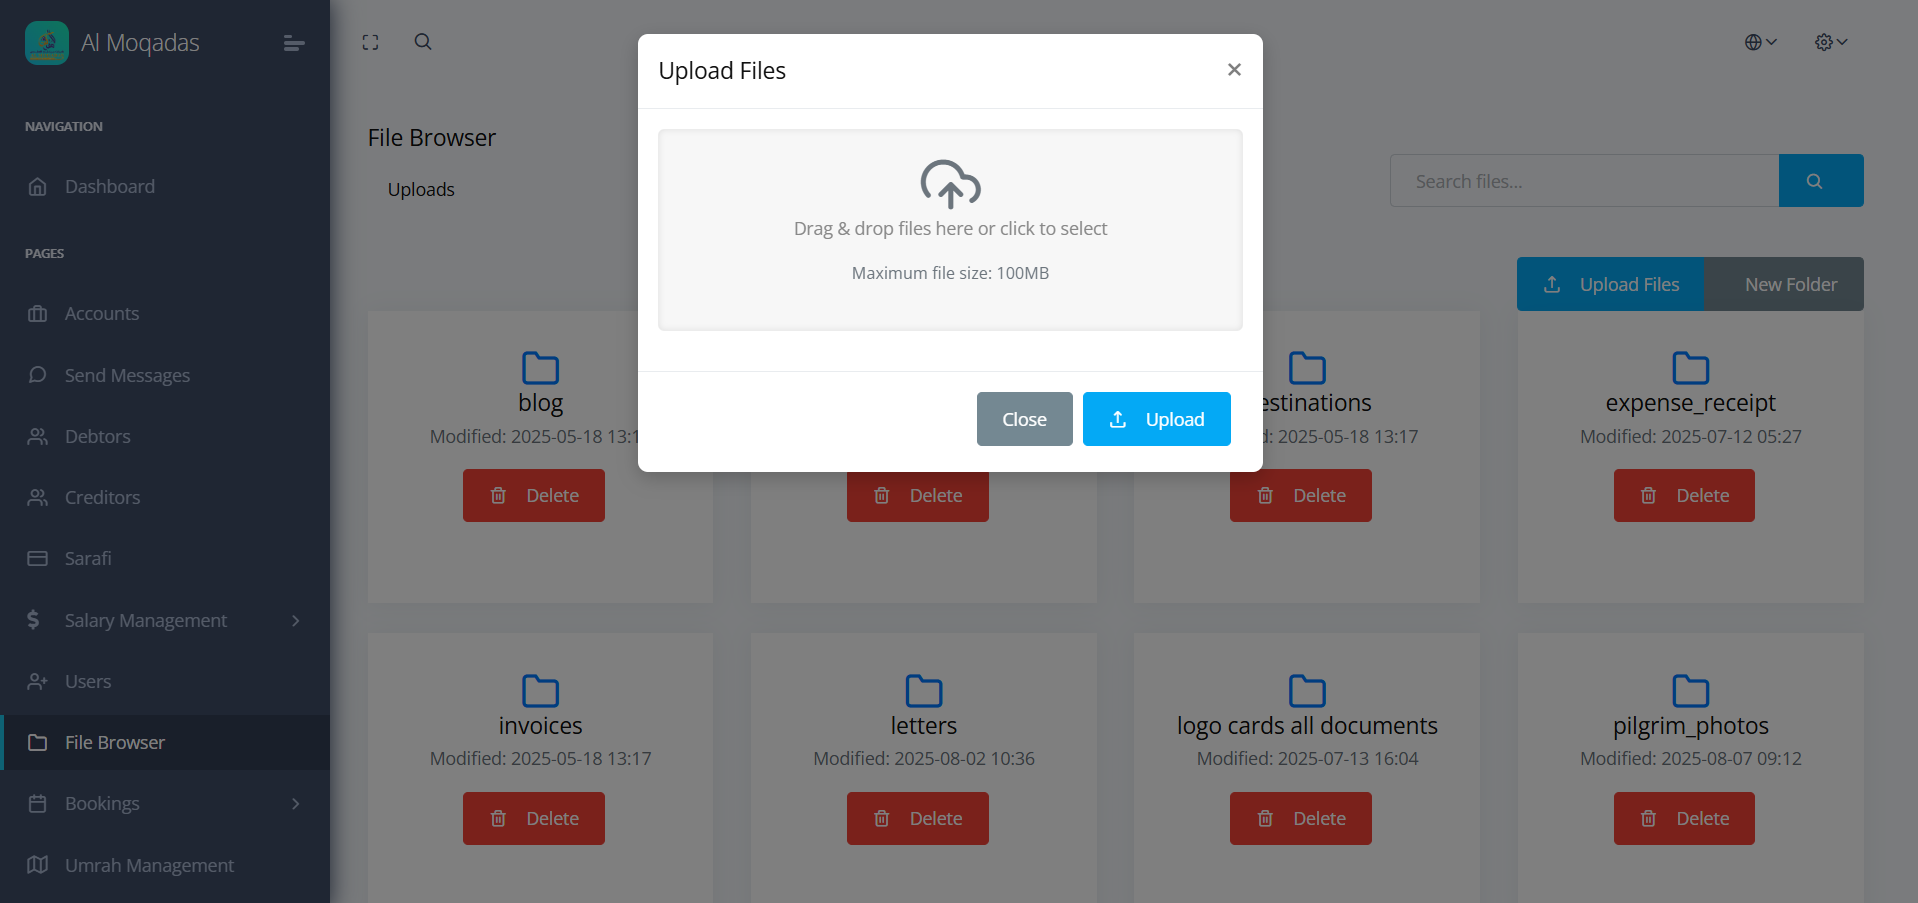 Al Moqadas
NAVIGATION
Dashboard
PAGES
Accounts
Send Messages
Debtors
Creditors
Sarafi
Salary Management
Users
File Browser
Bookings
Umrah Management
File Browser
Uploads
Search files...
Upload Files
New Folder
Upload Files
Drag & drop files here or click to select
Maximum file size: 100MB
Close
Upload
blog
Modified: 2025-05-18 13:1
Delete
Delete
estinations
d: 2025-05-18 13:17
Delete
expense_receipt
Modified: 2025-07-12 05:27
Delete
invoices
Modified: 2025-05-18 13:17
Delete
letters
Modified: 2025-08-02 10:36
Delete
logo cards all documents
Modified: 2025-07-13 16:04
Delete
pilgrim_photos
Modified: 2025-08-07 09:12
Delete